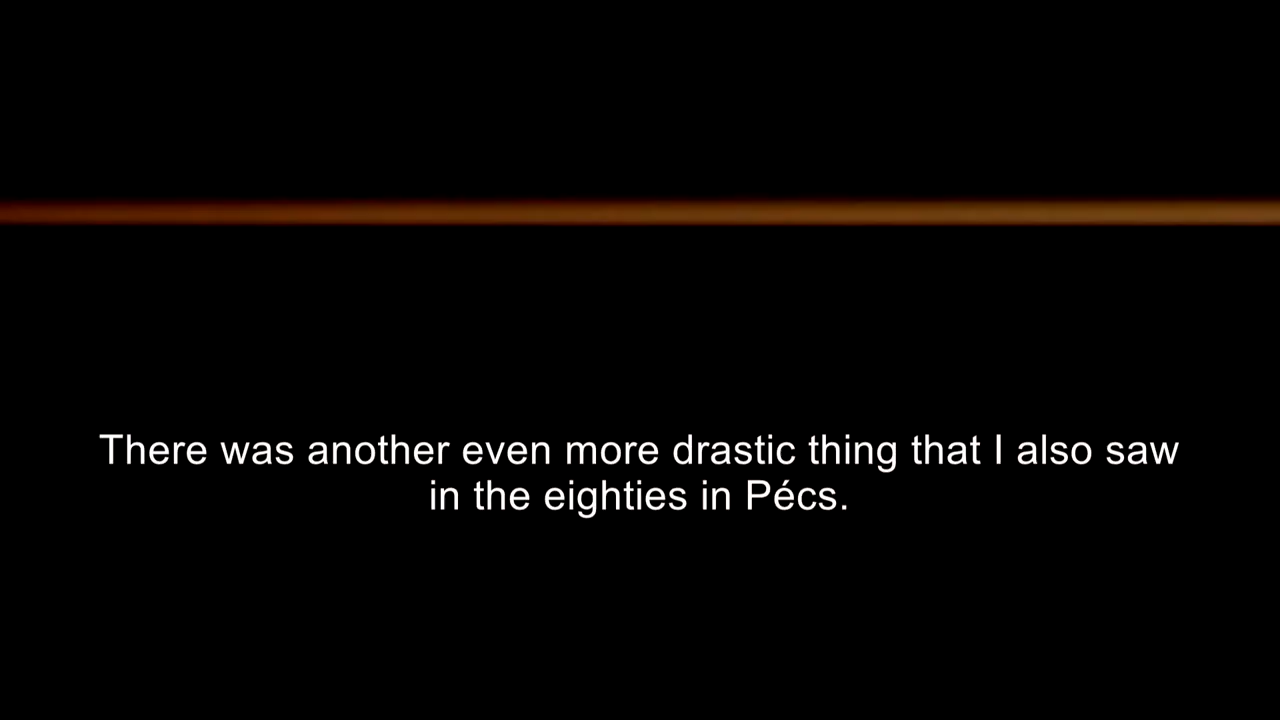 There was another even more drastic thing that I also saw
in the eighties in Pécs.